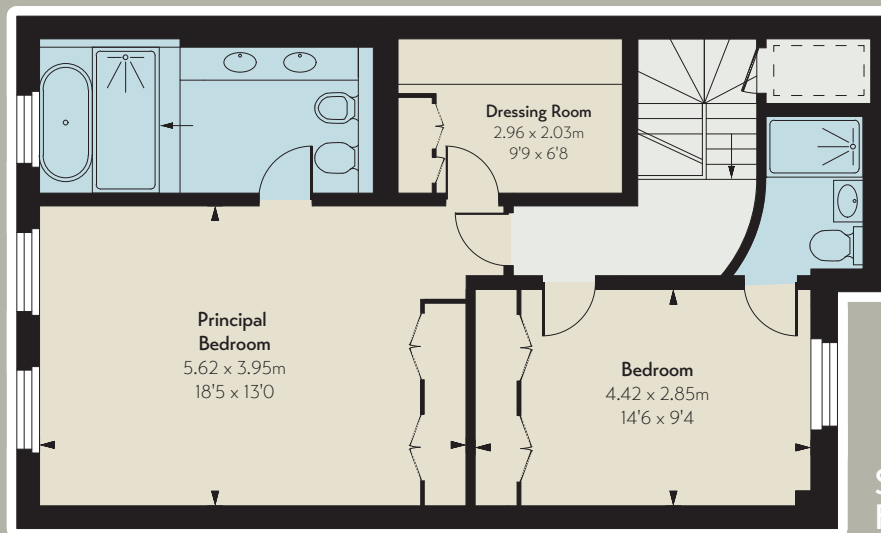 Dressing Room
2.96 x 2.03m
9'9 x 6'8
Principal
Bedroom
5.62 x 3.95m
18'5 x 13'0
Bedroom
4.42 x 2.85m
14'6 x 9'4